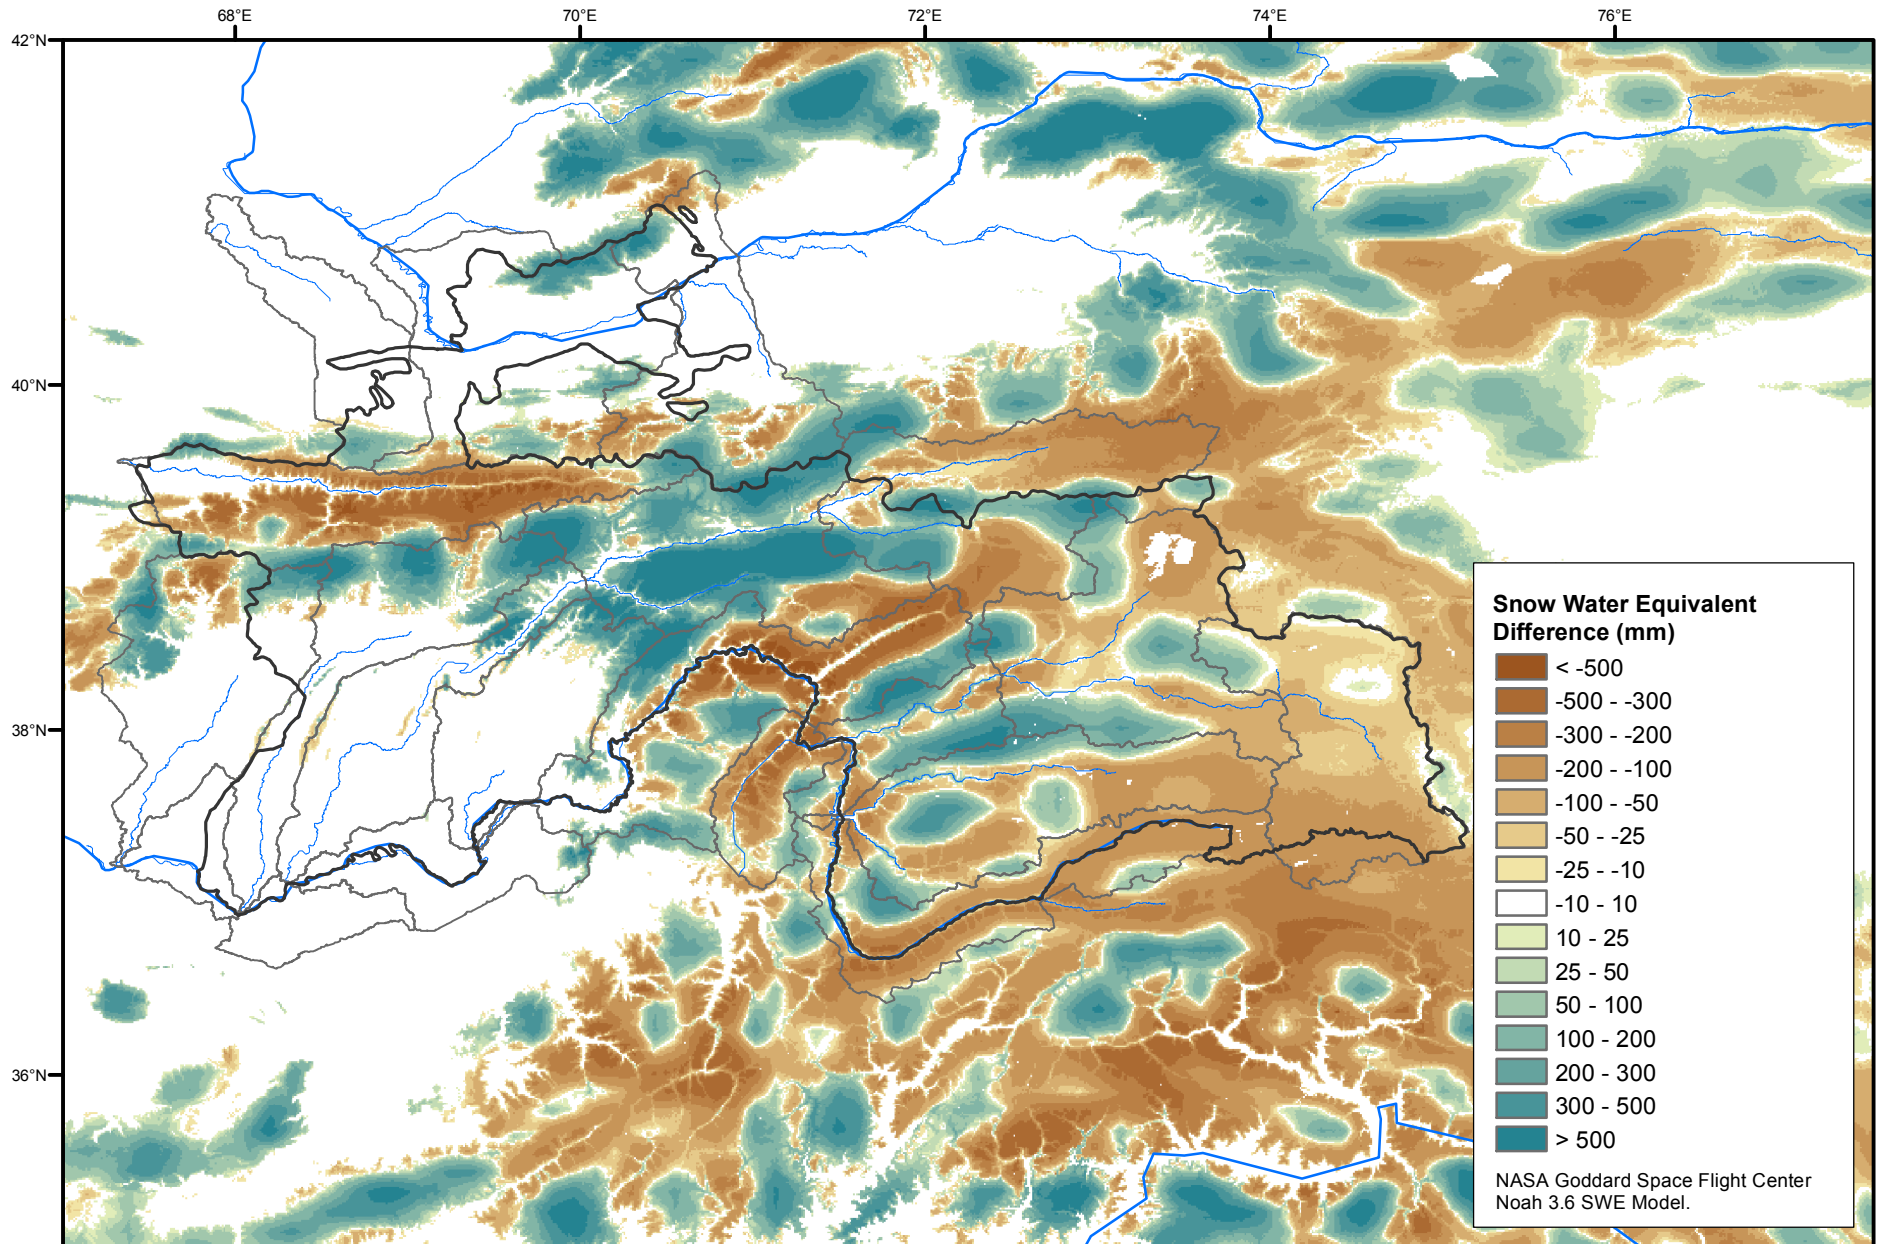 68°E
70°E
72°E
74°E
76°E
42°N
40°N
38°N
36°N
Snow Water Equivalent
Difference (mm)
< -500
-500 - -300
-300 - -200
-200 - -100
-100 - -50
-50 - -25
-25 - -10
-10 - 10
10 - 25
25 - 50
50 - 100
100 - 200
200 - 300
300 - 500
> 500
NASA Goddard Space Flight Center
Noah 3.6 SWE Model.